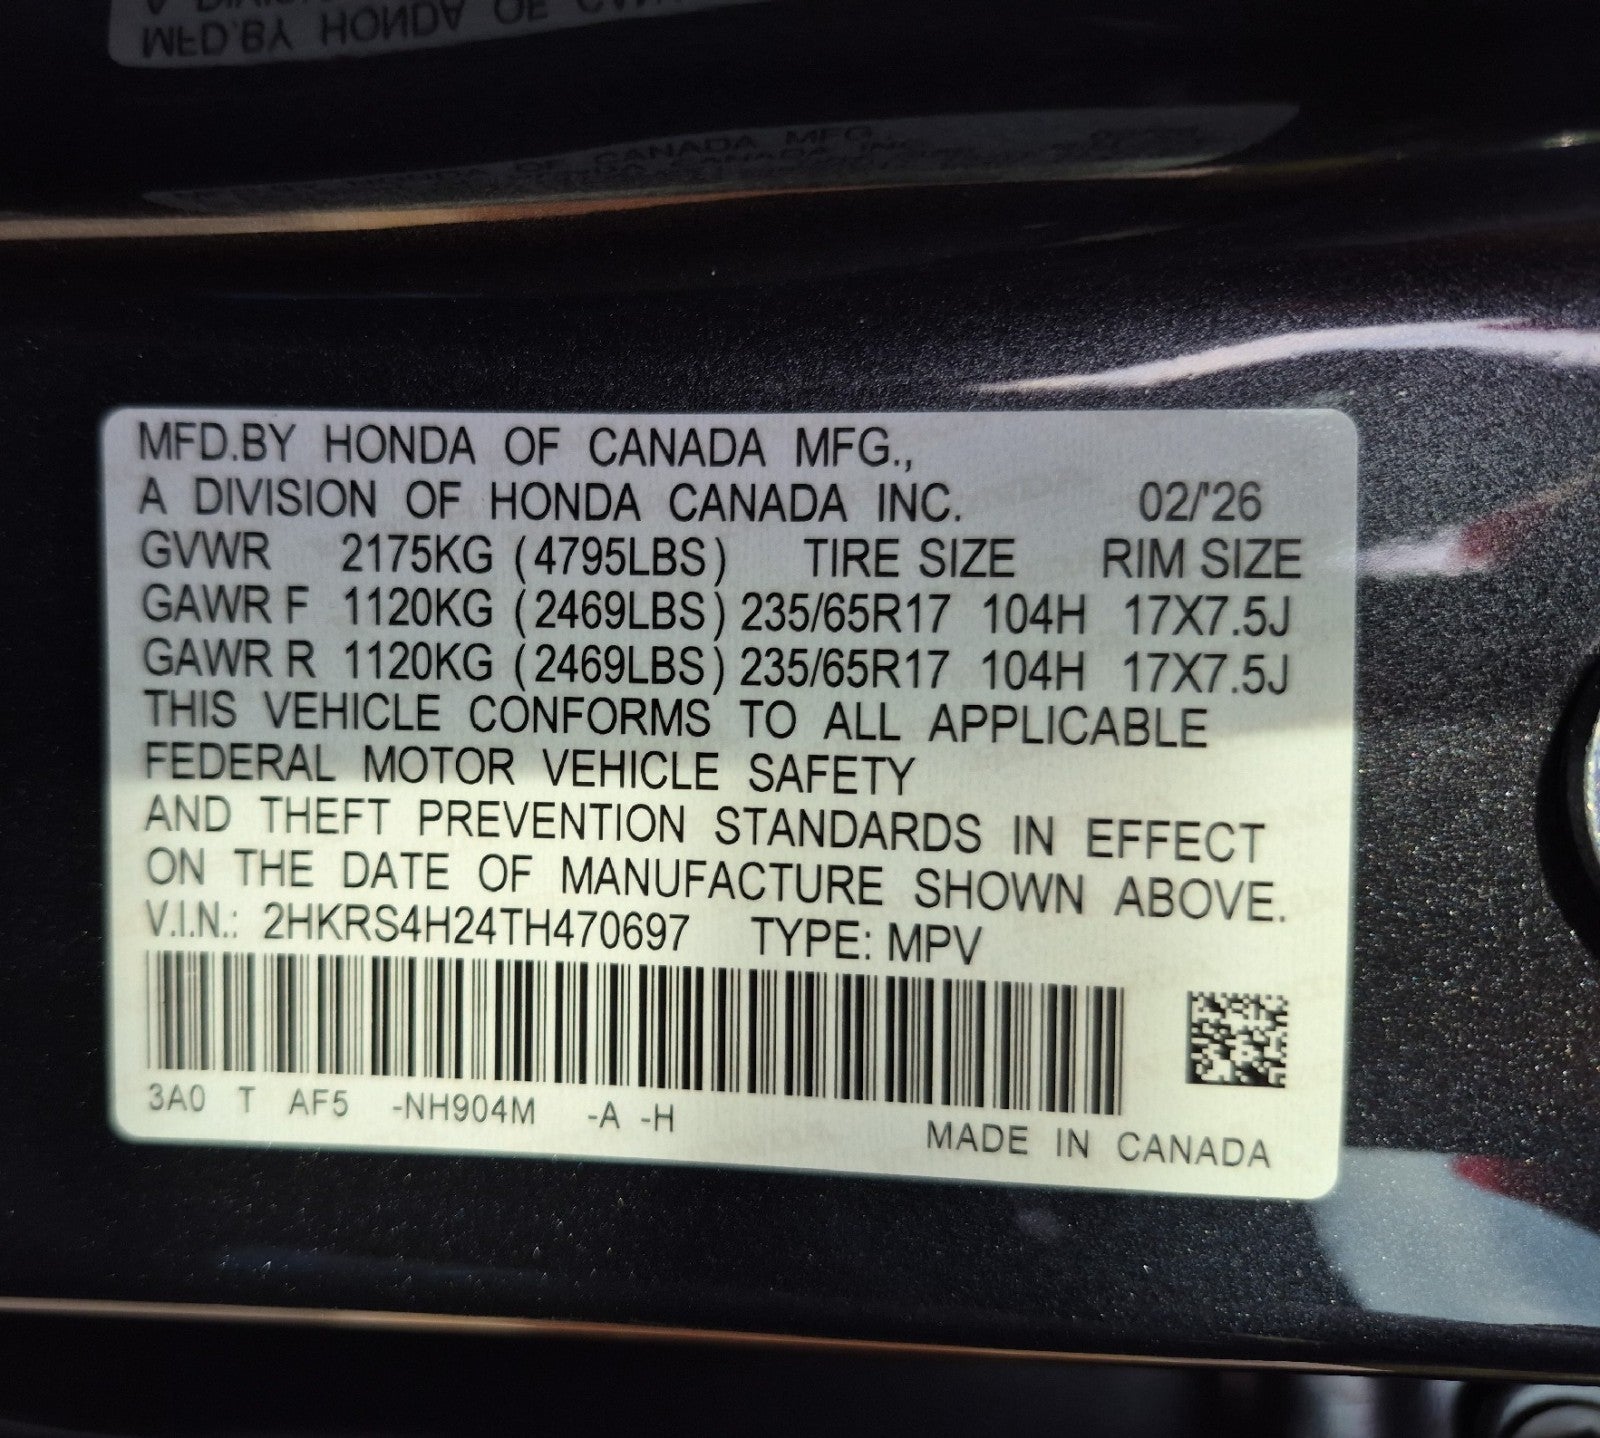 MFD.BY HONDA OF CANADA MFG.,
A DIVISION OF HONDA CANADA INC. 02/'26
GVWR 2175KG (4795LBS) TIRE SIZE RIM SIZE
GAWR F 1120KG (2469LBS) 235/65R17 104H 17X7.5J
GAWR R 1120KG (2469LBS) 235/65R17 104H 17X7.5J
THIS VEHICLE CONFORMS TO ALL APPLICABLE
FEDERAL MOTOR VEHICLE SAFETY
AND THEFT PREVENTION STANDARDS IN EFFECT
ON THE DATE OF MANUFACTURE SHOWN ABOVE.
V.I.N.: 2HKRS4H24TH470697 TYPE: MPV
3A0 T AF5 -NH904M -A -H
MADE IN CANADA